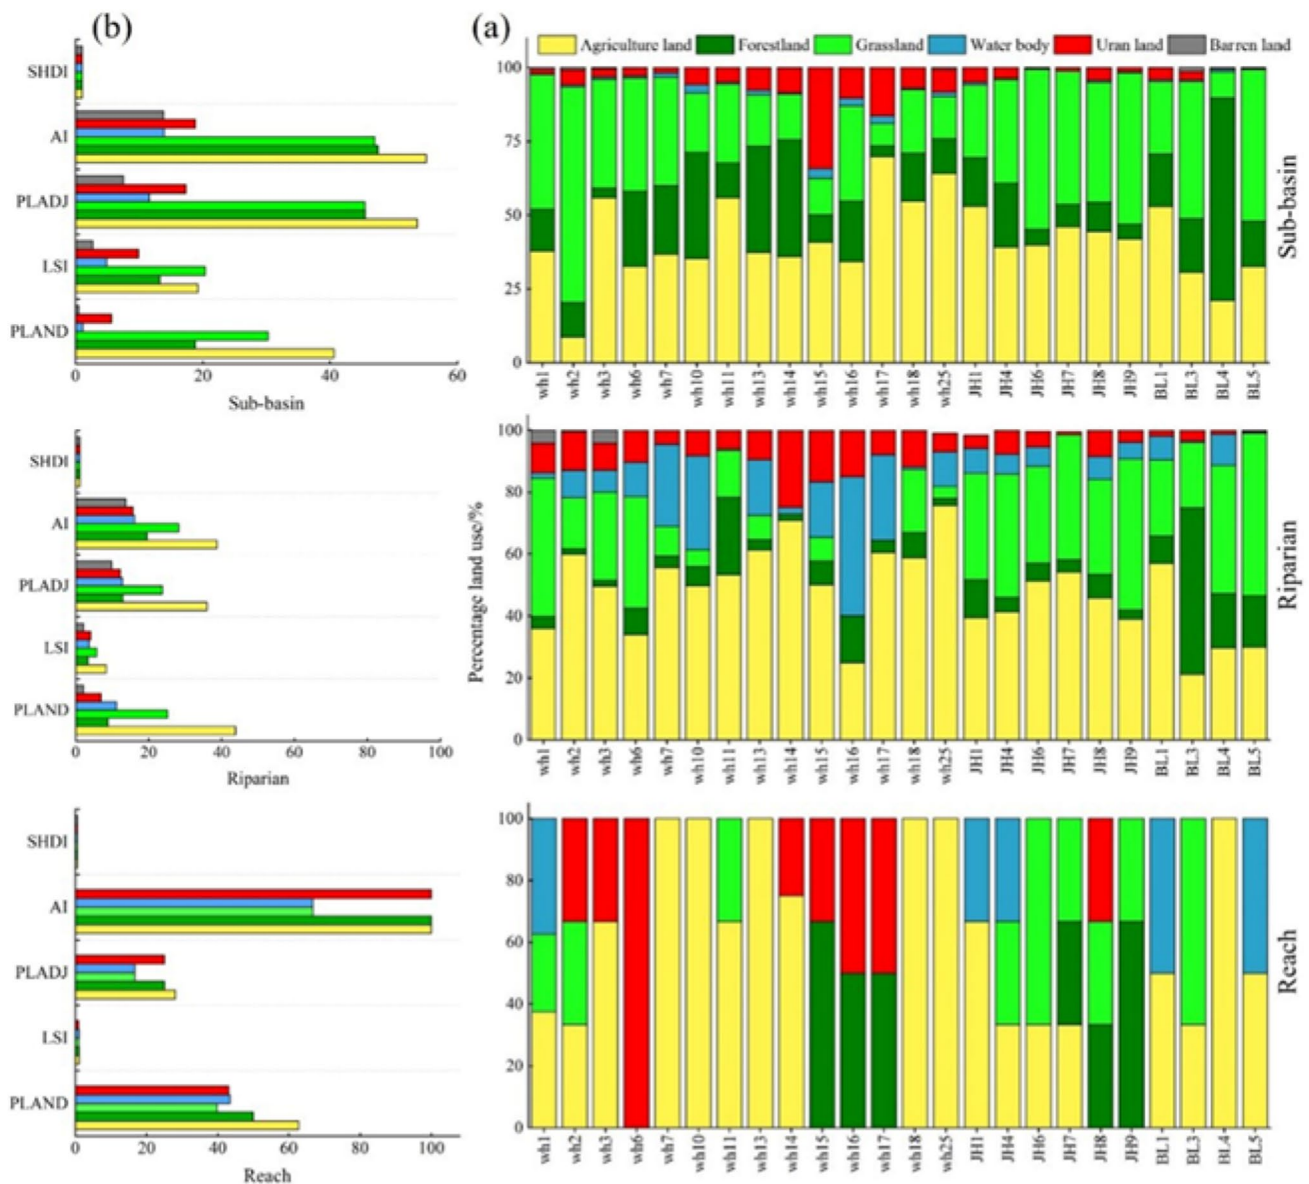 (b)
SHDI
AI
PLADJ
LSI
PLAND
0 20 40 60
Sub-basin
SHDI
AI
PLADJ
LSI
PLAND
0 20 40 60 80 100
Riparian
SHDI
AI
PLADJ
LSI
PLAND
0 20 40 60 80 100
Reach
(a)
Agriculture land Forestland Grassland Water body Uran land Barren land
100
75
50
25
0
wh1 wh2 wh3 wh6 wh7 wh10 wh11 wh13 wh14 wh15 wh16 wh17 wh18 wh25 JH1 JH4 JH6 JH7 JH8 JH9 BL1 BL3 BL4 BL5
Sub-basin
Percentage land use/%
100
80
60
40
20
0
wh1 wh2 wh3 wh6 wh7 wh10 wh11 wh13 wh14 wh15 wh16 wh17 wh18 wh25 JH1 JH4 JH6 JH7 JH8 JH9 BL1 BL3 BL4 BL5
Riparian
100
80
60
40
20
0
wh1 wh2 wh3 wh6 wh7 wh10 wh11 wh13 wh14 wh15 wh16 wh17 wh18 wh25 JH1 JH4 JH6 JH7 JH8 JH9 BL1 BL3 BL4 BL5
Reach